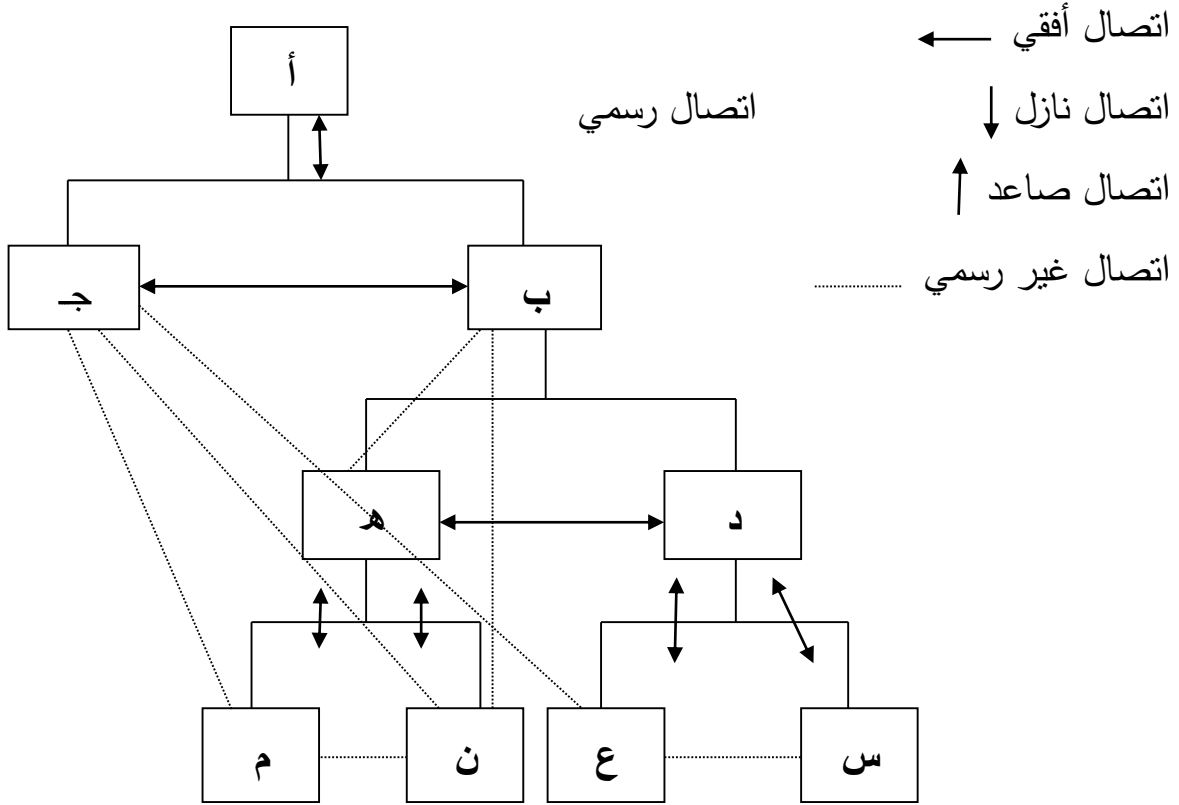 اتصال أفقي
اتصال رسمي
اتصال نازل
اتصال صاعد
اتصال غير رسمي
أ
ب
جـ
د
هـ
س
ع
ن
م